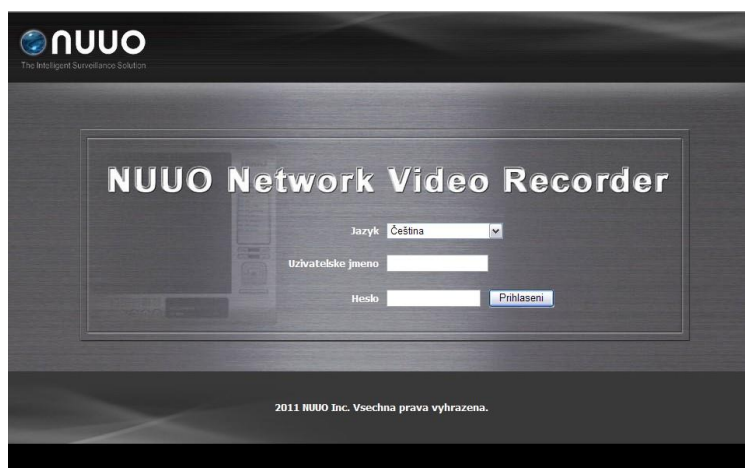 nuuo
The Intelligent Surveillance Solution
NUUO Network Video Recorder
Jazyk Čeština
Uzivatelske jmeno
Heslo Prihlaseni
2011 NUUO Inc. Vsechna prava vyhrazena.